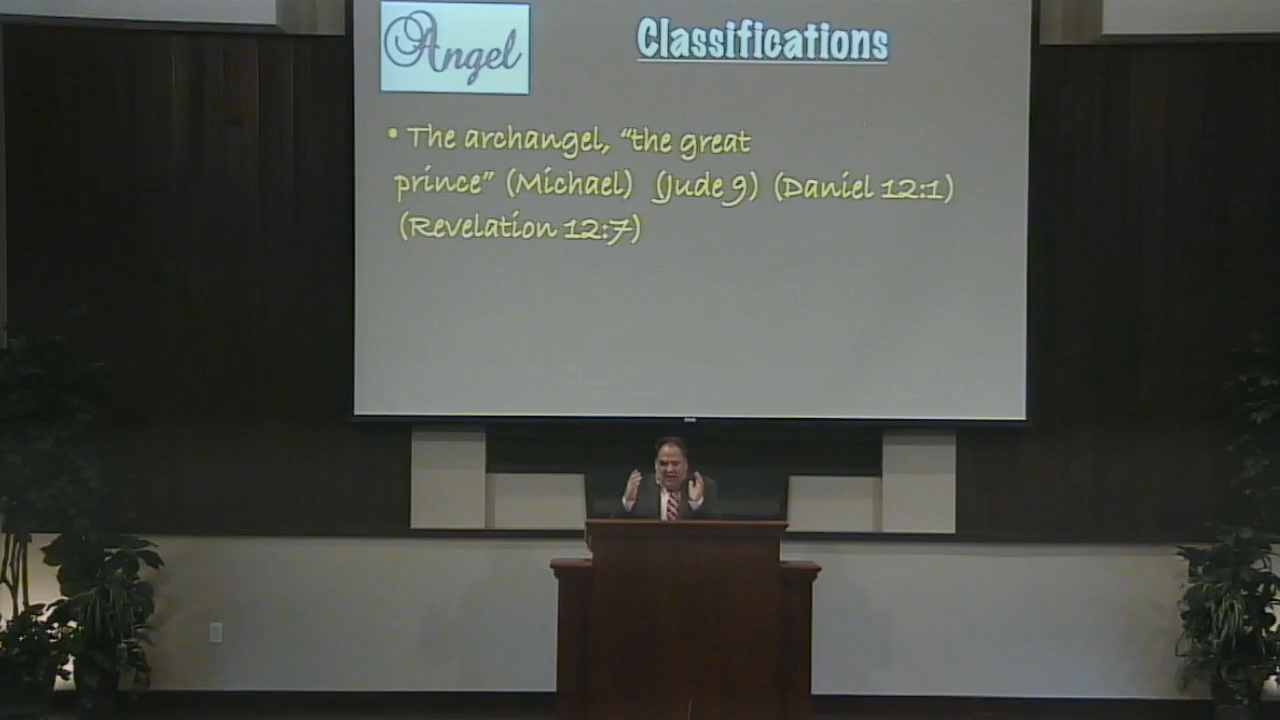 Angel
Classifications
• The archangel, “the great
prince” (Michael) (Jude 9) (Daniel 12:1)
(Revelation 12:7)